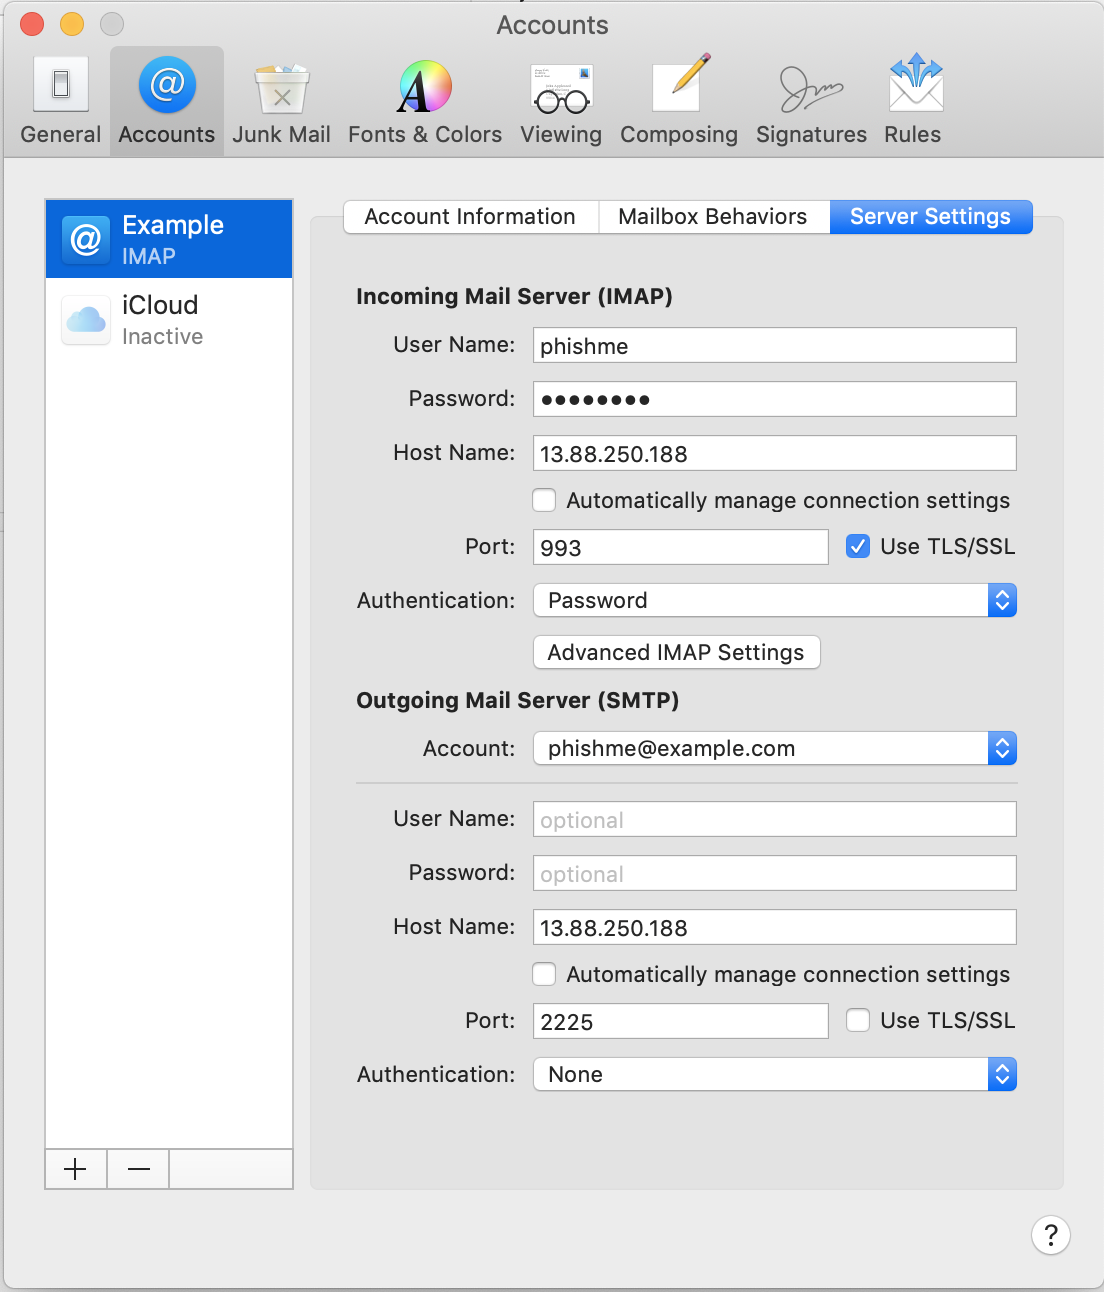 Accounts
General
Accounts
Junk Mail
Fonts & Colors
Viewing
Composing
Signatures
Rules
Example
IMAP
iCloud
Inactive
Account Information
Mailbox Behaviors
Server Settings
Incoming Mail Server (IMAP)
User Name: phishme
Password: ●●●●●●●●
Host Name: 13.88.250.188
Automatically manage connection settings
Port: 993 Use TLS/SSL
Authentication: Password
Advanced IMAP Settings
Outgoing Mail Server (SMTP)
Account: phishme@example.com
User Name: optional
Password: optional
Host Name: 13.88.250.188
Automatically manage connection settings
Port: 2225 Use TLS/SSL
Authentication: None
+ −
?